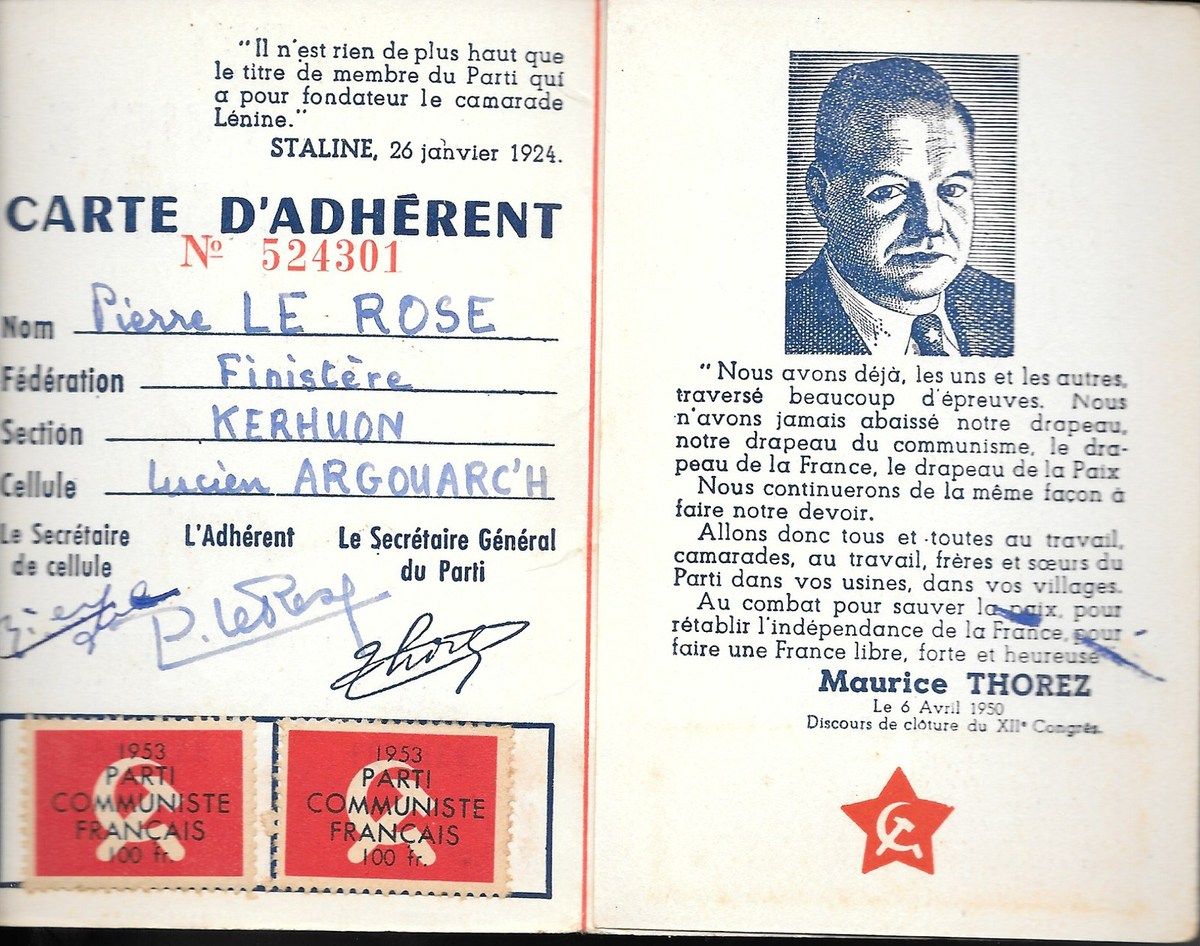 "Il n'est rien de plus haut que
le titre de membre du Parti qui
a pour fondateur le camarade
Lénine."
STALINE, 26 janvier 1924.
CARTE D'ADHÉRENT
Nº 524301
Nom Pierre LE ROSE
Fédération Finistère
Section KERHUON
Cellule Lucien ARGOUARC'H
Le Secrétaire de cellule
L'Adhérent
Le Secrétaire Général du Parti
P. Le Rose
Thorez
1953
PARTI
COMMUNISTE
FRANÇAIS
100 fr.
1953
PARTI
COMMUNISTE
FRANÇAIS
100 fr.
"Nous avons déjà, les uns et les autres,
traversé beaucoup d'épreuves. Nous
n'avons jamais abaissé notre drapeau,
notre drapeau du communisme, le dra-
peau de la France, le drapeau de la Paix
Nous continuerons de la même façon à
faire notre devoir.
Allons donc tous et toutes au travail,
camarades, au travail, frères et sœurs du
Parti dans vos usines, dans vos villages.
Au combat pour sauver la paix, pour
rétablir l'indépendance de la France, pour
faire une France libre, forte et heureuse
Maurice THOREZ
Le 6 Avril 1950
Discours de clôture du XIIe Congrès.